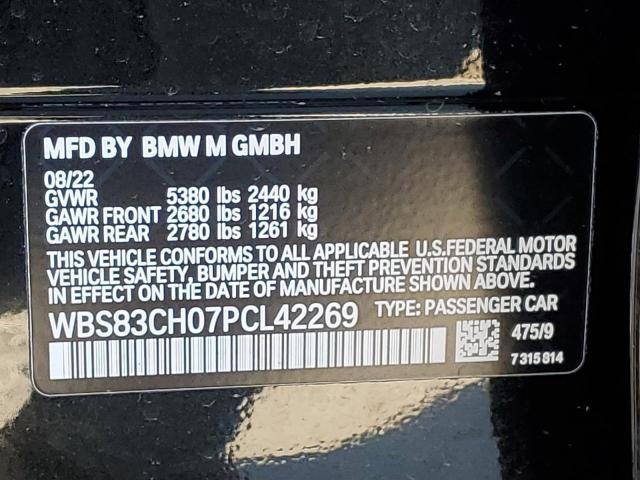 MFD BY BMW M GMBH
08/22
GVWR 5380 lbs 2440 kg
GAWR FRONT 2680 lbs 1216 kg
GAWR REAR 2780 lbs 1261 kg
THIS VEHICLE CONFORMS TO ALL APPLICABLE U.S.FEDERAL MOTOR
VEHICLE SAFETY, BUMPER AND THEFT PREVENTION STANDARDS
IN EFFECT ON THE DATE OF MANUFACTURE SHOWN ABOVE.
WBS83CH07PCL42269 TYPE: PASSENGER CAR
475/9
7 315 814